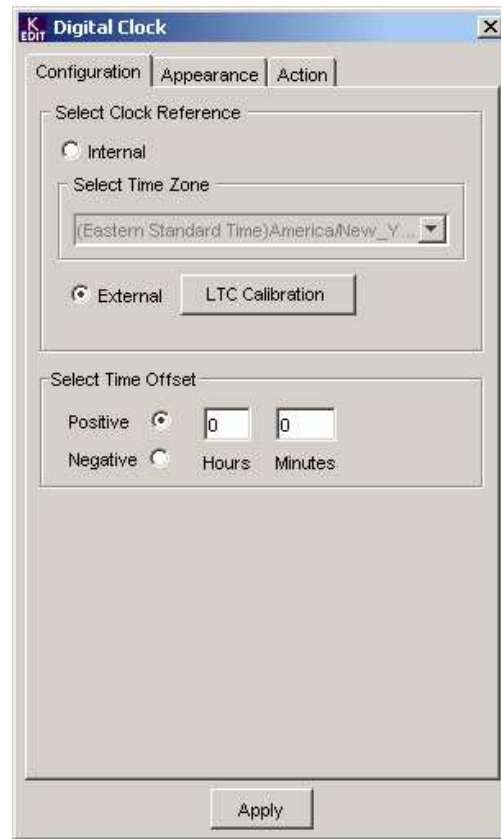 K
EDIT Digital Clock
Configuration Appearance Action
Select Clock Reference
Internal
Select Time Zone
(Eastern Standard Time)America/New_Y...
External LTC Calibration
Select Time Offset
Positive 0 0
Negative Hours Minutes
Apply